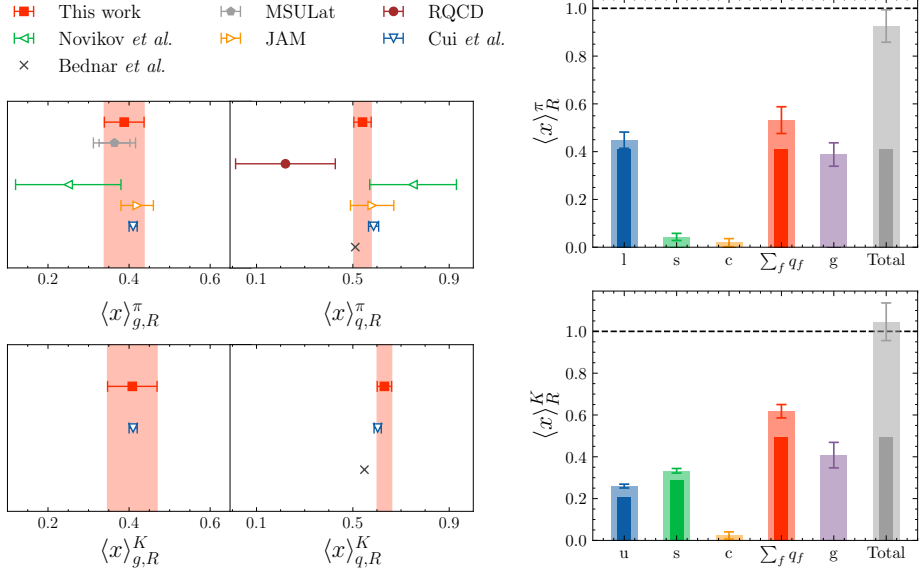 This work
MSULat
RQCD
Novikov et al.
JAM
Cui et al.
Bednar et al.
0.2 0.4 0.6
⟨x⟩^π_{g,R}
0.1 0.5 0.9
⟨x⟩^π_{q,R}
0.2 0.4 0.6
⟨x⟩^K_{g,R}
0.1 0.5 0.9
⟨x⟩^K_{q,R}
⟨x⟩^π_R
1.0
0.8
0.6
0.4
0.2
0.0
l s c ∑_f q_f g Total
⟨x⟩^K_R
1.0
0.8
0.6
0.4
0.2
0.0
u s c ∑_f q_f g Total